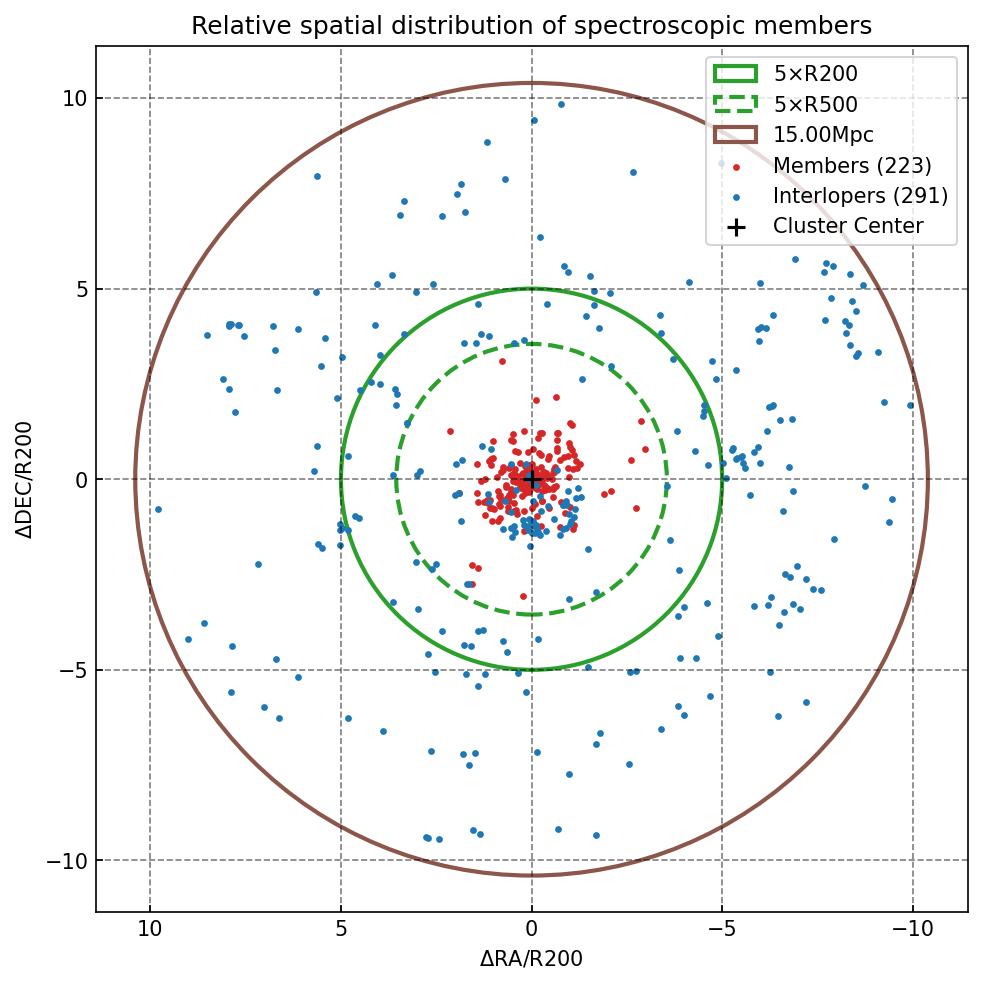 Relative spatial distribution of spectroscopic members
5×R200
5×R500
15.00Mpc
Members (223)
Interlopers (291)
Cluster Center
10
5
0
−5
−10
ΔDEC/R200
10
5
0
−5
−10
ΔRA/R200